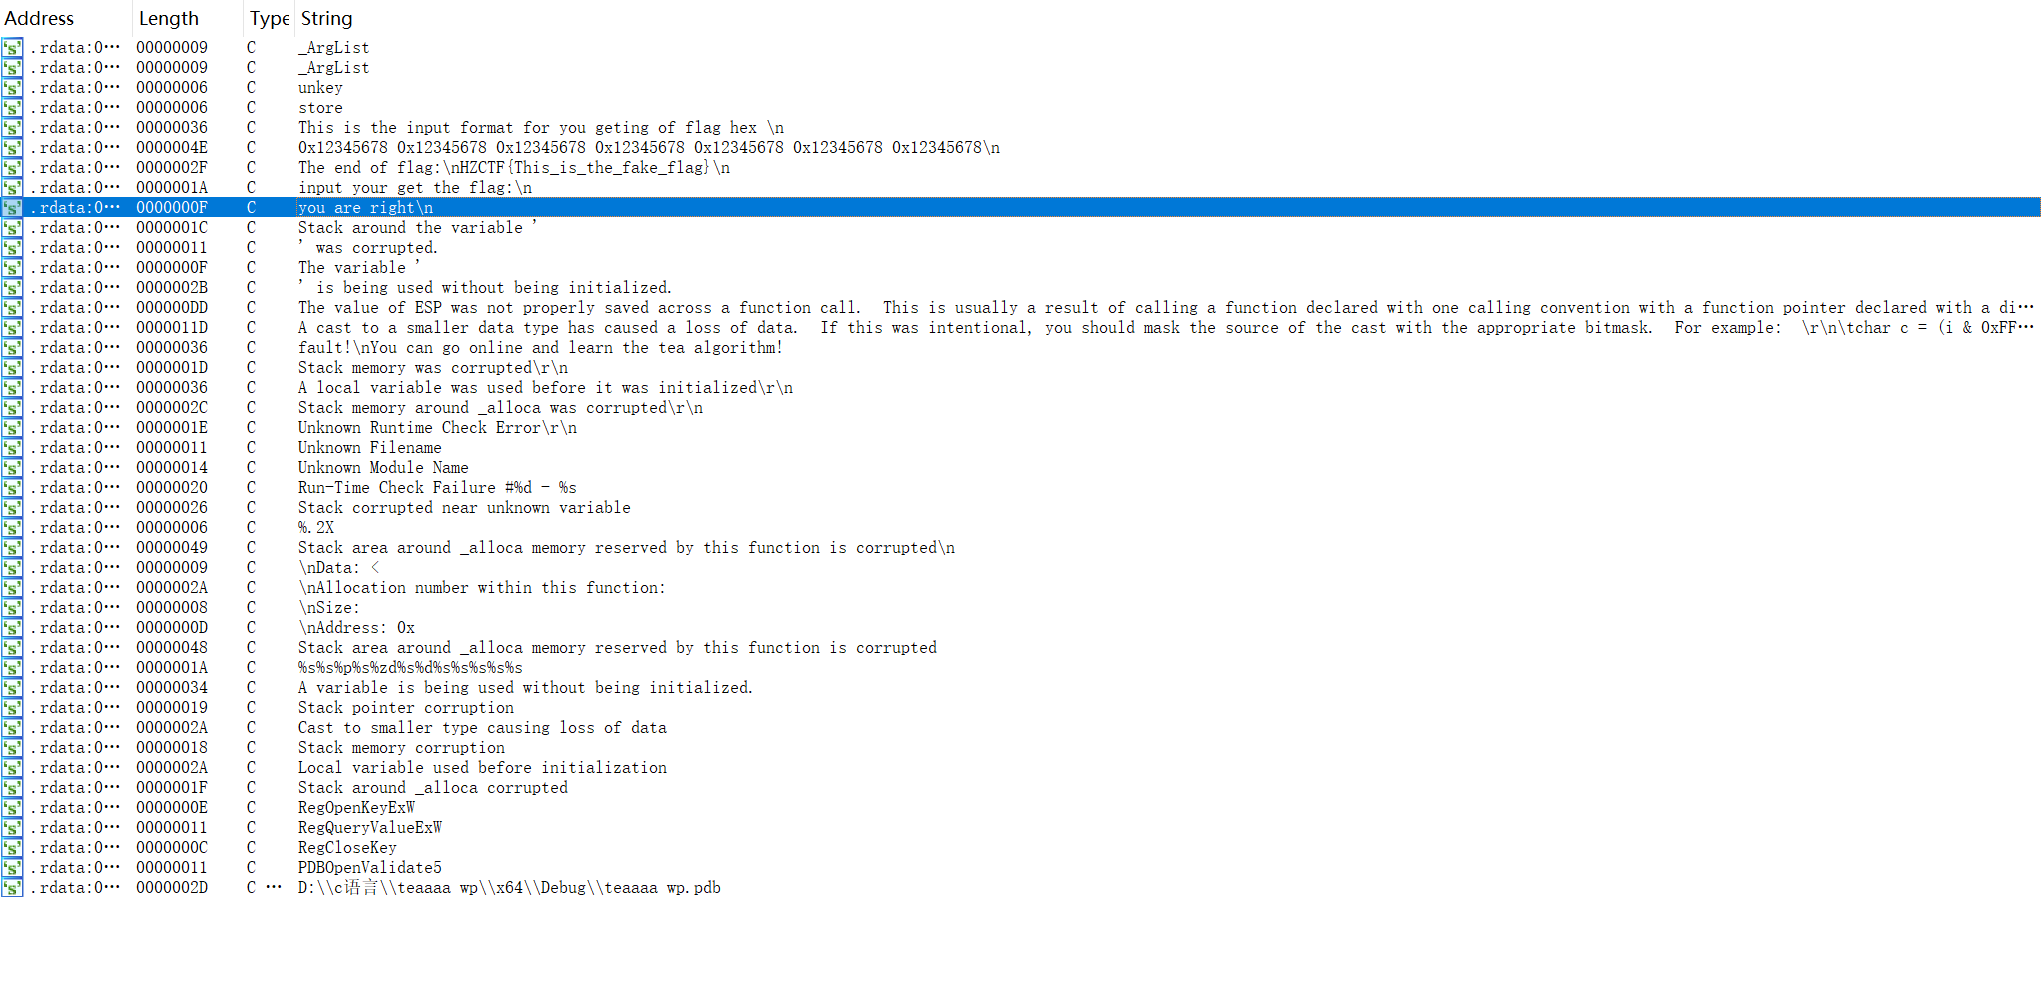 Address Length Type String
.rdata:0… 00000009 C _ArgList
.rdata:0… 00000009 C _ArgList
.rdata:0… 00000006 C unkey
.rdata:0… 00000006 C store
.rdata:0… 00000036 C This is the input format for you geting of flag hex \n
.rdata:0… 0000004E C 0x12345678 0x12345678 0x12345678 0x12345678 0x12345678 0x12345678 0x12345678\n
.rdata:0… 0000002F C The end of flag:\nHZCTF{This_is_the_fake_flag}\n
.rdata:0… 0000001A C input your get the flag:\n
.rdata:0… 0000000F C you are right\n
.rdata:0… 0000001C C Stack around the variable '
.rdata:0… 00000011 C ' was corrupted.
.rdata:0… 0000000F C The variable '
.rdata:0… 0000002B C ' is being used without being initialized.
.rdata:0… 000000DD C The value of ESP was not properly saved across a function call.  This is usually a result of calling a function declared with one calling convention with a function pointer declared with a di…
.rdata:0… 0000011D C A cast to a smaller data type has caused a loss of data.  If this was intentional, you should mask the source of the cast with the appropriate bitmask.  For example:  \r\n\tchar c = (i & 0xFF…
.rdata:0… 00000036 C fault!\nYou can go online and learn the tea algorithm!
.rdata:0… 0000001D C Stack memory was corrupted\r\n
.rdata:0… 00000036 C A local variable was used before it was initialized\r\n
.rdata:0… 0000002C C Stack memory around _alloca was corrupted\r\n
.rdata:0… 0000001E C Unknown Runtime Check Error\r\n
.rdata:0… 00000011 C Unknown Filename
.rdata:0… 00000014 C Unknown Module Name
.rdata:0… 00000020 C Run-Time Check Failure #%d - %s
.rdata:0… 00000026 C Stack corrupted near unknown variable
.rdata:0… 00000006 C %.2X
.rdata:0… 00000049 C Stack area around _alloca memory reserved by this function is corrupted\n
.rdata:0… 00000009 C \nData: <
.rdata:0… 0000002A C \nAllocation number within this function:
.rdata:0… 00000008 C \nSize:
.rdata:0… 0000000D C \nAddress: 0x
.rdata:0… 00000048 C Stack area around _alloca memory reserved by this function is corrupted
.rdata:0… 0000001A C %s%s%p%s%zd%s%d%s%s%s%s%s
.rdata:0… 00000034 C A variable is being used without being initialized.
.rdata:0… 00000019 C Stack pointer corruption
.rdata:0… 0000002A C Cast to smaller type causing loss of data
.rdata:0… 00000018 C Stack memory corruption
.rdata:0… 0000002A C Local variable used before initialization
.rdata:0… 0000001F C Stack around _alloca corrupted
.rdata:0… 0000000E C RegOpenKeyExW
.rdata:0… 00000011 C RegQueryValueExW
.rdata:0… 0000000C C RegCloseKey
.rdata:0… 00000011 C PDBOpenValidate5
.rdata:0… 0000002D C … D:\\c语言\\teaaaa wp\\x64\\Debug\\teaaaa wp.pdb